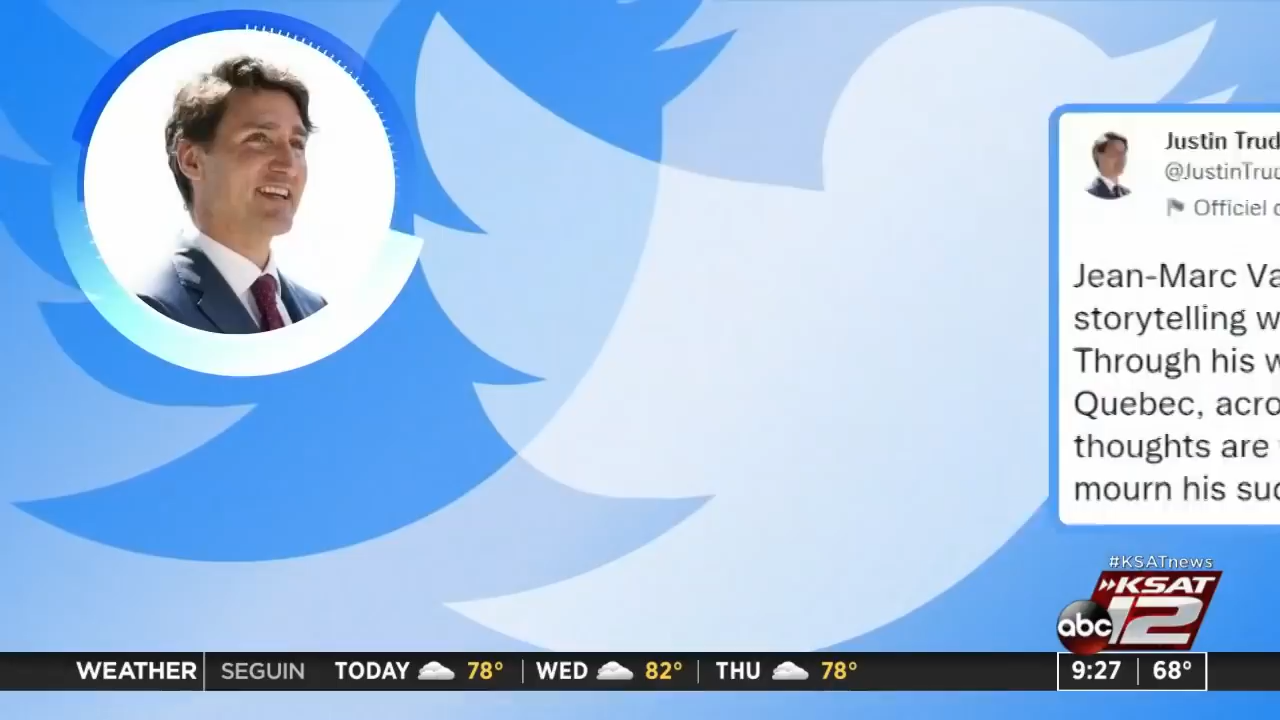 Justin Trud
@JustinTruc
Officiel c
Jean-Marc Va
storytelling w
Through his w
Quebec, acro
thoughts are
mourn his suc
#KSATnews
KSAT
abc 12
WEATHER SEGUIN TODAY 78° WED 82° THU 78° 9:27 68°